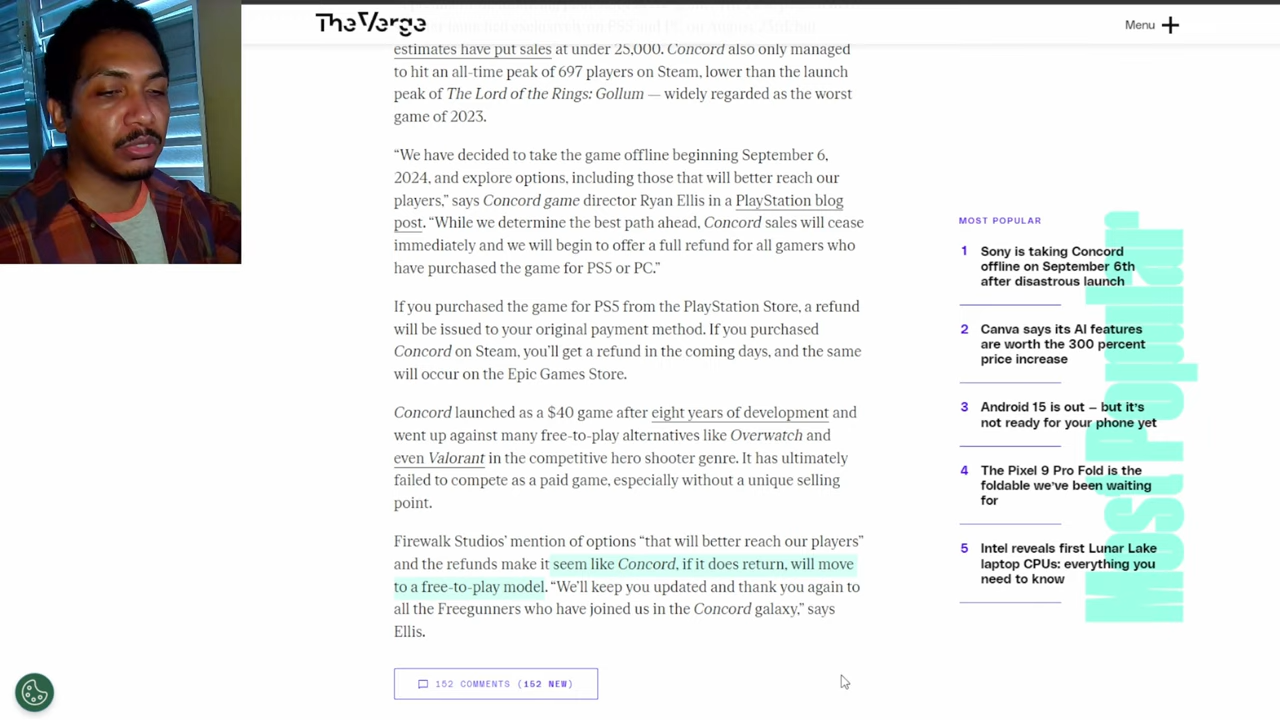 The Verge
Menu
estimates have put sales at under 25,000. Concord also only managed
to hit an all-time peak of 697 players on Steam, lower than the launch
peak of The Lord of the Rings: Gollum — widely regarded as the worst
game of 2023.
“We have decided to take the game offline beginning September 6,
2024, and explore options, including those that will better reach our
players,” says Concord game director Ryan Ellis in a PlayStation blog
post. “While we determine the best path ahead, Concord sales will cease
immediately and we will begin to offer a full refund for all gamers who
have purchased the game for PS5 or PC.”
If you purchased the game for PS5 from the PlayStation Store, a refund
will be issued to your original payment method. If you purchased
Concord on Steam, you’ll get a refund in the coming days, and the same
will occur on the Epic Games Store.
Concord launched as a $40 game after eight years of development and
went up against many free-to-play alternatives like Overwatch and
even Valorant in the competitive hero shooter genre. It has ultimately
failed to compete as a paid game, especially without a unique selling
point.
Firewalk Studios’ mention of options “that will better reach our players”
and the refunds make it seem like Concord, if it does return, will move
to a free-to-play model. “We’ll keep you updated and thank you again to
all the Freegunners who have joined us in the Concord galaxy,” says
Ellis.
152 COMMENTS (152 NEW)
MOST POPULAR
1 Sony is taking Concord
offline on September 6th
after disastrous launch
2 Canva says its AI features
are worth the 300 percent
price increase
3 Android 15 is out — but it’s
not ready for your phone yet
4 The Pixel 9 Pro Fold is the
foldable we’ve been waiting
for
5 Intel reveals first Lunar Lake
laptop CPUs: everything you
need to know
Most Popular